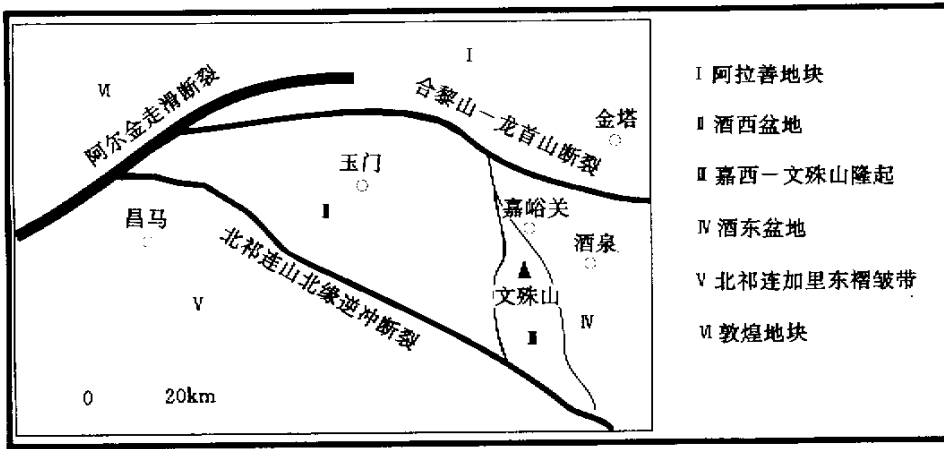 Ⅰ
Ⅵ
阿尔金走滑断裂
合黎山－龙首山断裂
金塔
玉门
Ⅱ
昌马
嘉峪关
酒泉
北祁连山北缘逆冲断裂
文殊山
Ⅴ
Ⅲ
Ⅳ
0 20km
Ⅰ 阿拉善地块
Ⅱ 酒西盆地
Ⅲ 嘉西－文殊山隆起
Ⅳ 酒东盆地
Ⅴ 北祁连加里东褶皱带
Ⅵ 敦煌地块